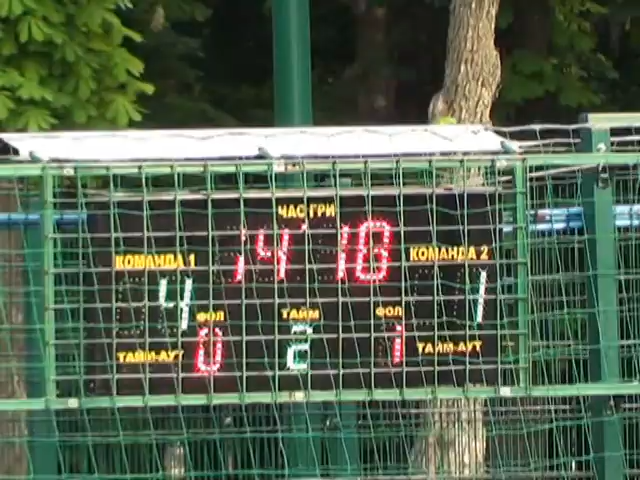 ЧАС ГРИ
14 18
КОМАНДА 1 КОМАНДА 2
4 1
ФОЛ ТАЙМ ФОЛ
0 2 1
ТАЙМ-АУТ ТАЙМ-АУТ